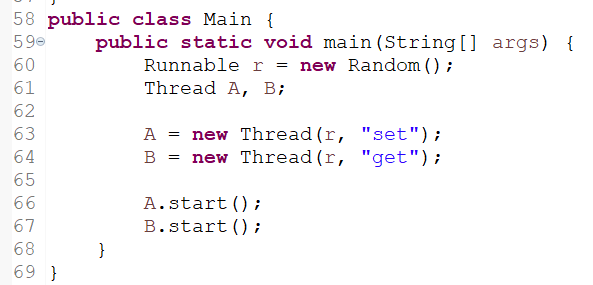 58 public class Main {
59 public static void main(String[] args) {
60 Runnable r = new Random();
61 Thread A, B;
62
63 A = new Thread(r, "set");
64 B = new Thread(r, "get");
65
66 A.start();
67 B.start();
68 }
69 }